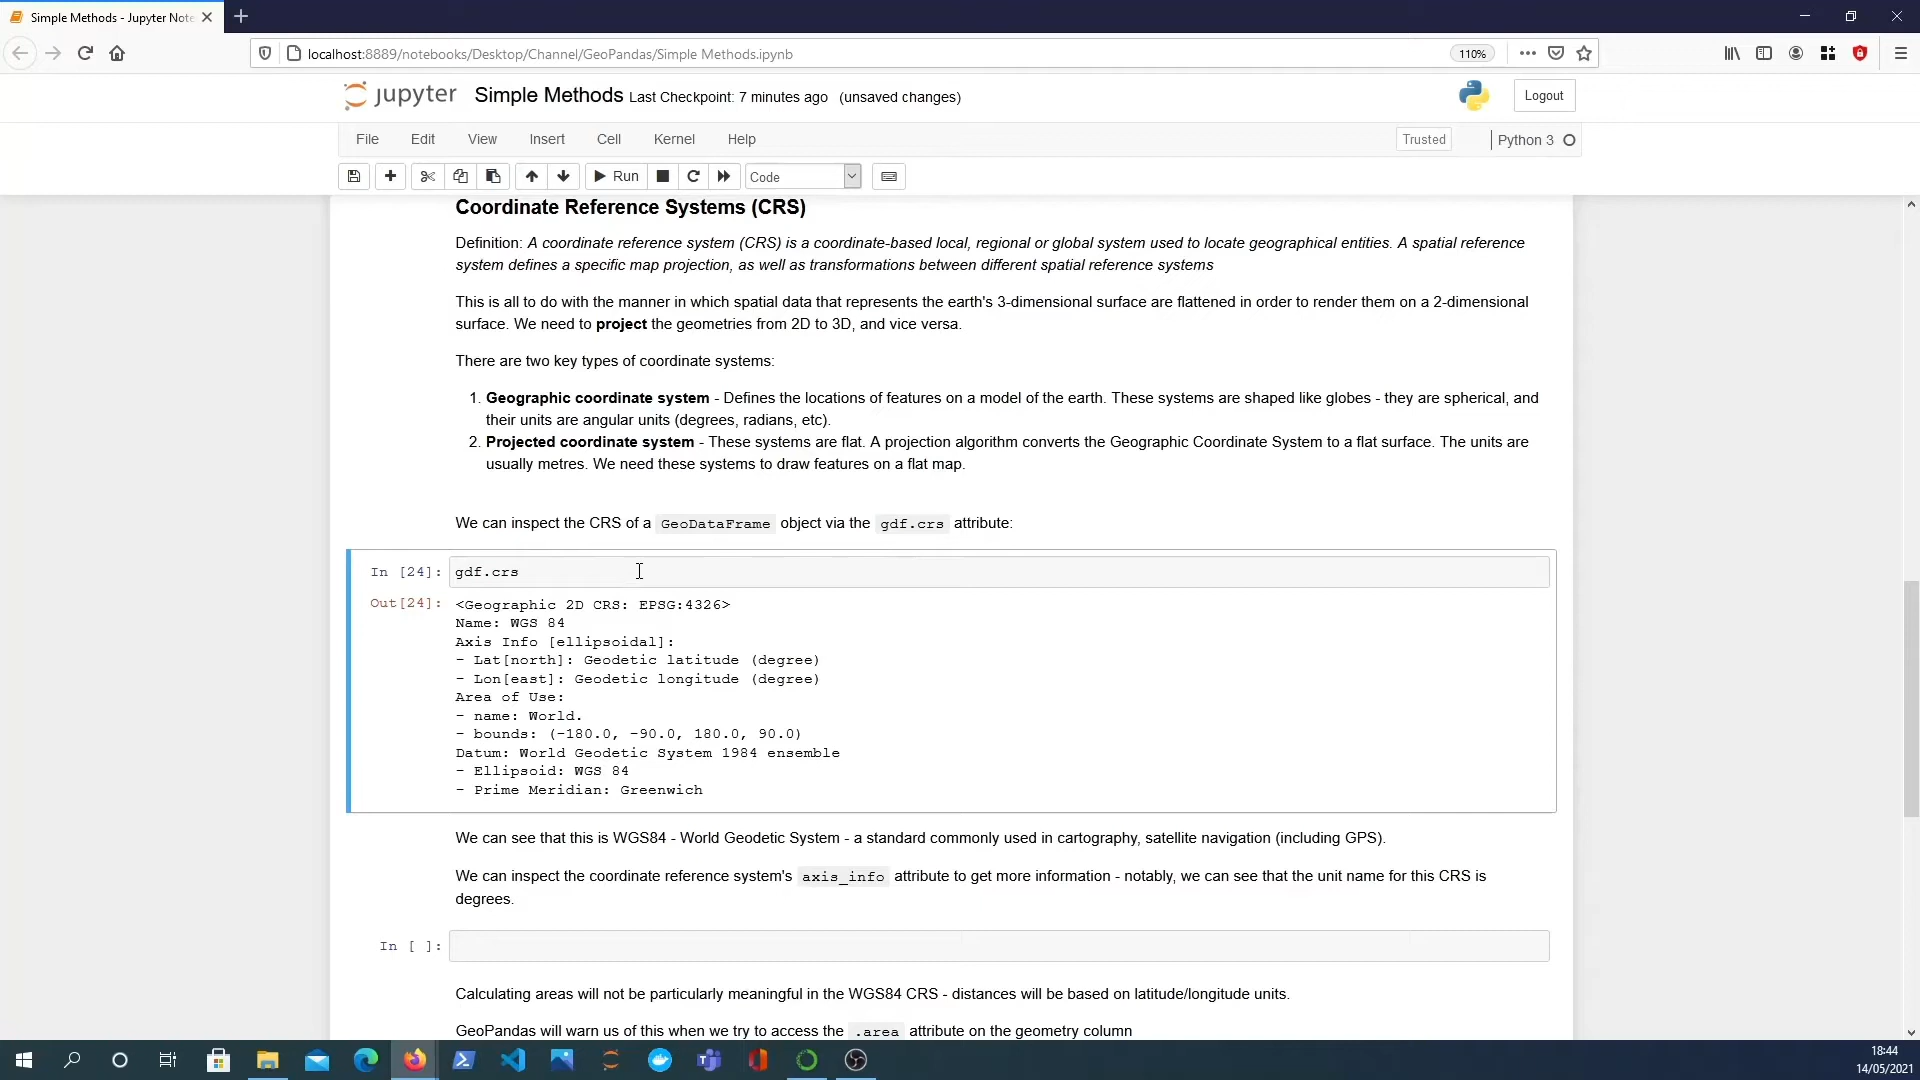 Simple Methods - Jupyter Note
localhost:8889/notebooks/Desktop/Channel/GeoPandas/Simple Methods.ipynb
110%
jupyter Simple Methods Last Checkpoint: 7 minutes ago (unsaved changes)
Logout
File Edit View Insert Cell Kernel Help
Trusted
Python 3
Run
Code
Coordinate Reference Systems (CRS)
Definition: A coordinate reference system (CRS) is a coordinate-based local, regional or global system used to locate geographical entities. A spatial reference
system defines a specific map projection, as well as transformations between different spatial reference systems
This is all to do with the manner in which spatial data that represents the earth's 3-dimensional surface are flattened in order to render them on a 2-dimensional
surface. We need to project the geometries from 2D to 3D, and vice versa.
There are two key types of coordinate systems:
1. Geographic coordinate system - Defines the locations of features on a model of the earth. These systems are shaped like globes - they are spherical, and
their units are angular units (degrees, radians, etc).
2. Projected coordinate system - These systems are flat. A projection algorithm converts the Geographic Coordinate System to a flat surface. The units are
usually metres. We need these systems to draw features on a flat map.
We can inspect the CRS of a GeoDataFrame object via the gdf.crs attribute:
In [24]: gdf.crs
Out[24]: <Geographic 2D CRS: EPSG:4326>
Name: WGS 84
Axis Info [ellipsoidal]:
- Lat[north]: Geodetic latitude (degree)
- Lon[east]: Geodetic longitude (degree)
Area of Use:
- name: World.
- bounds: (-180.0, -90.0, 180.0, 90.0)
Datum: World Geodetic System 1984 ensemble
- Ellipsoid: WGS 84
- Prime Meridian: Greenwich
We can see that this is WGS84 - World Geodetic System - a standard commonly used in cartography, satellite navigation (including GPS).
We can inspect the coordinate reference system's axis_info attribute to get more information - notably, we can see that the unit name for this CRS is
degrees.
In [ ]:
Calculating areas will not be particularly meaningful in the WGS84 CRS - distances will be based on latitude/longitude units.
GeoPandas will warn us of this when we try to access the .area attribute on the geometry column
18:44
14/05/2021